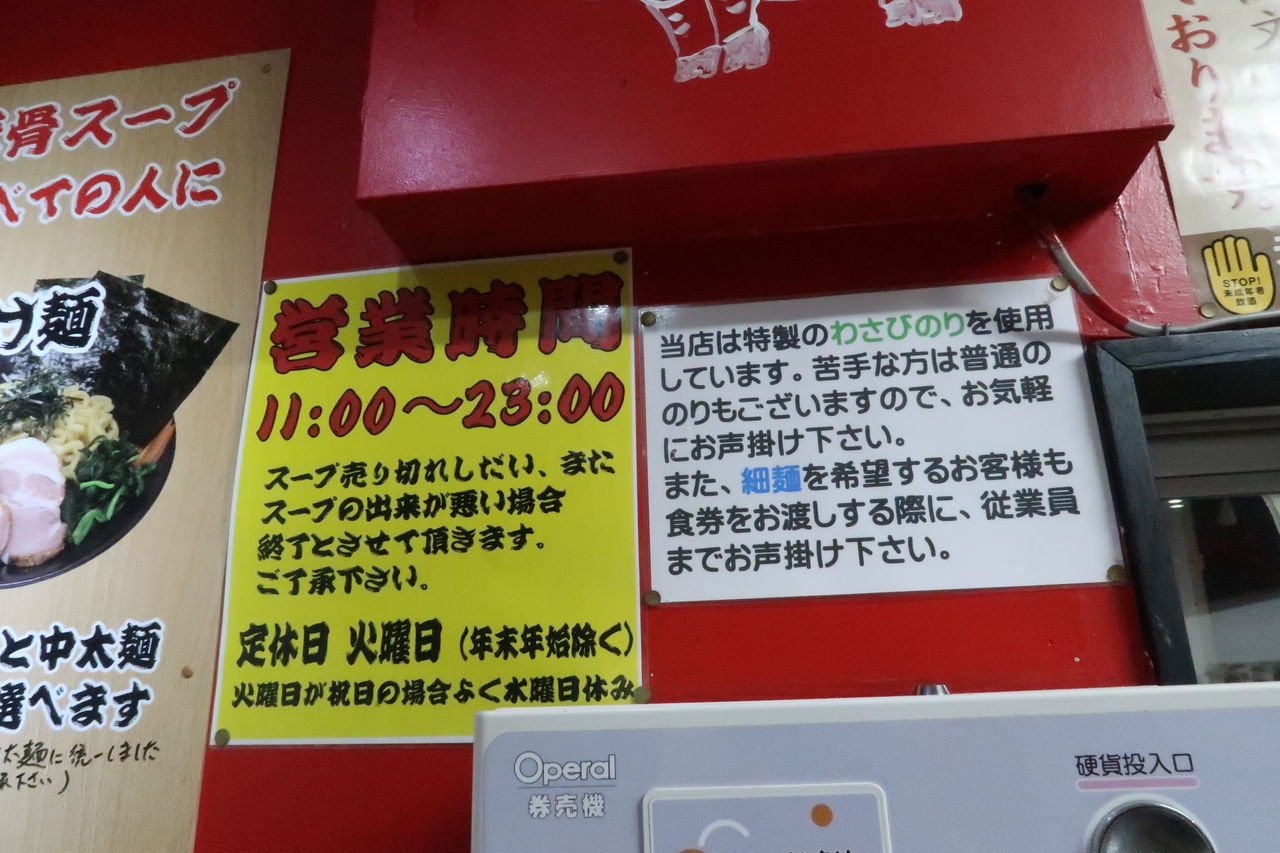 骨スープ
の人に
麺
と中太麺
選べます
太麺に統一しました
下さい)
営業時間
11:00〜23:00
スープ売り切れしだい、また
スープの出来が悪い場合
終了とさせて頂きます。
ご了承下さい。
定休日 火曜日 (年末年始除く)
火曜日が祝日の場合よく水曜日休み
当店は特製のわさびのりを使用
しています。苦手な方は普通の
のりもございますので、お気軽
にお声掛け下さい。
また、細麺を希望するお客様も
食券をお渡しする際に、従業員
までお声掛け下さい。
おります。
STOP!
未成年者
飲酒
Operal
券売機
硬貨投入口